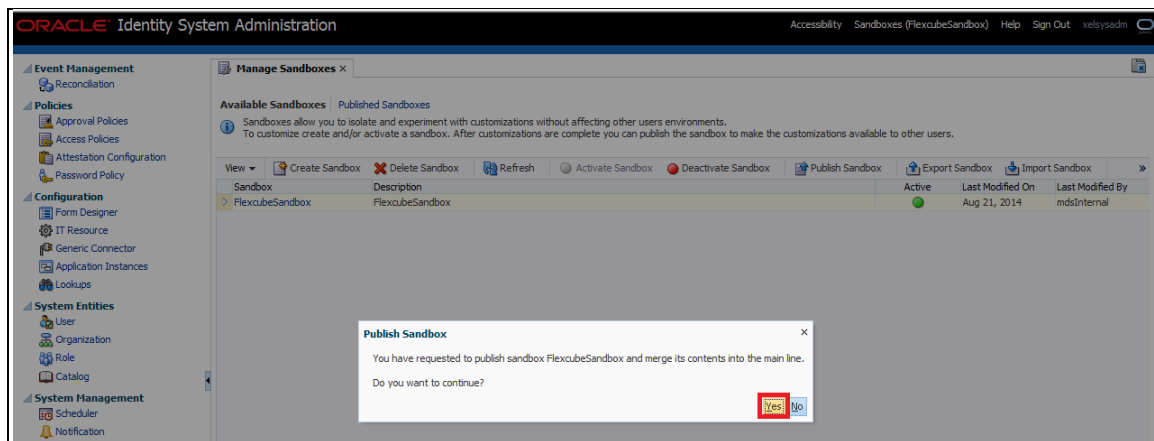 ORACLE Identity System Administration
Accessibility Sandboxes (FlexcubeSandbox) Help Sign Out xelsysadm
Event Management
Reconciliation
Policies
Approval Policies
Access Policies
Attestation Configuration
Password Policy
Configuration
Form Designer
IT Resource
Generic Connector
Application Instances
Lookups
System Entities
User
Organization
Role
Catalog
System Management
Scheduler
Notification
Manage Sandboxes ×
Available Sandboxes Published Sandboxes
Sandboxes allow you to isolate and experiment with customizations without affecting other users environments.
To customize create and/or activate a sandbox. After customizations are complete you can publish the sandbox to make the customizations available to other users.
View Create Sandbox Delete Sandbox Refresh Activate Sandbox Deactivate Sandbox Publish Sandbox Export Sandbox Import Sandbox »
Sandbox Description Active Last Modified On Last Modified By
FlexcubeSandbox FlexcubeSandbox Aug 21, 2014 mdsInternal
Publish Sandbox ×
You have requested to publish sandbox FlexcubeSandbox and merge its contents into the main line.
Do you want to continue?
Yes No